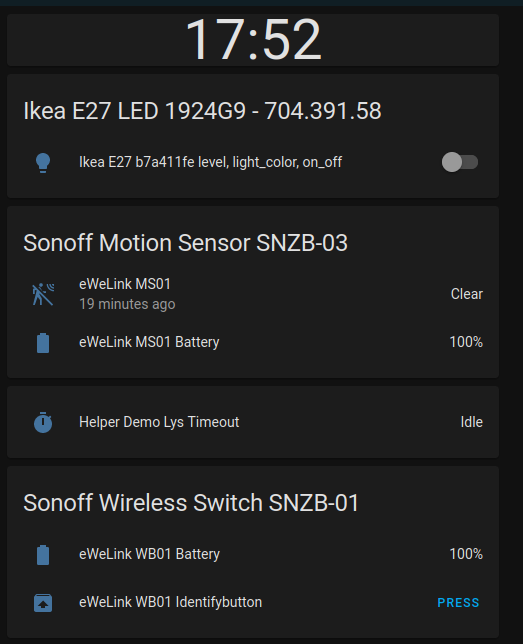 17:52
Ikea E27 LED 1924G9 - 704.391.58
Ikea E27 b7a411fe level, light_color, on_off
Sonoff Motion Sensor SNZB-03
eWeLink MS01
19 minutes ago
Clear
eWeLink MS01 Battery 100%
Helper Demo Lys Timeout Idle
Sonoff Wireless Switch SNZB-01
eWeLink WB01 Battery 100%
eWeLink WB01 Identifybutton PRESS